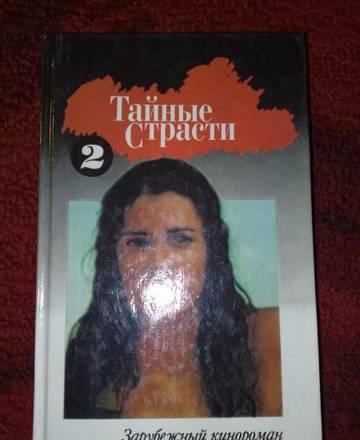 Тайные
Страсти
2
Зарубежный кинороман